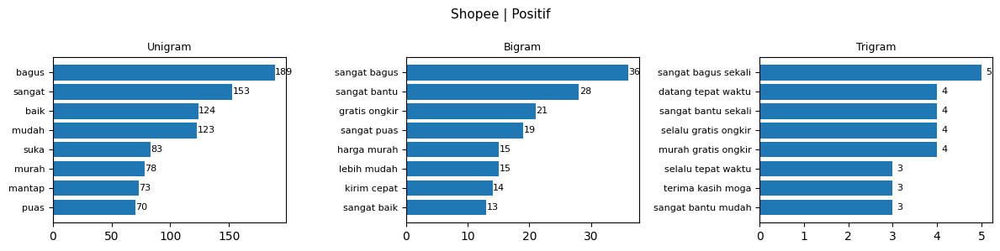 Shopee | Positif
Unigram
bagus 189
sangat 153
baik 124
mudah 123
suka 83
murah 78
mantap 73
puas 70
0 50 100 150
Bigram
sangat bagus 36
sangat bantu 28
gratis ongkir 21
sangat puas 19
harga murah 15
lebih mudah 15
kirim cepat 14
sangat baik 13
0 10 20 30
Trigram
sangat bagus sekali 5
datang tepat waktu 4
sangat bantu sekali 4
selalu gratis ongkir 4
murah gratis ongkir 4
selalu tepat waktu 3
terima kasih moga 3
sangat bantu mudah 3
0 1 2 3 4 5